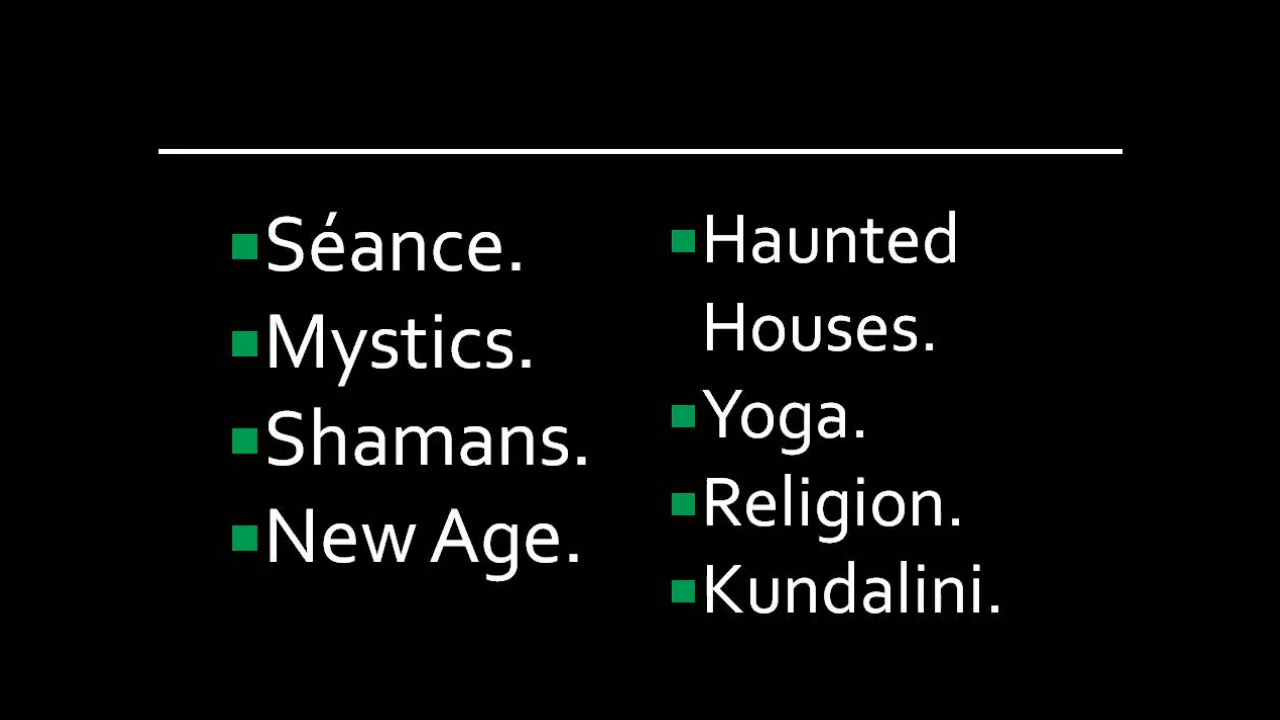 Séance.
Mystics.
Shamans.
New Age.
Haunted
Houses.
Yoga.
Religion.
Kundalini.